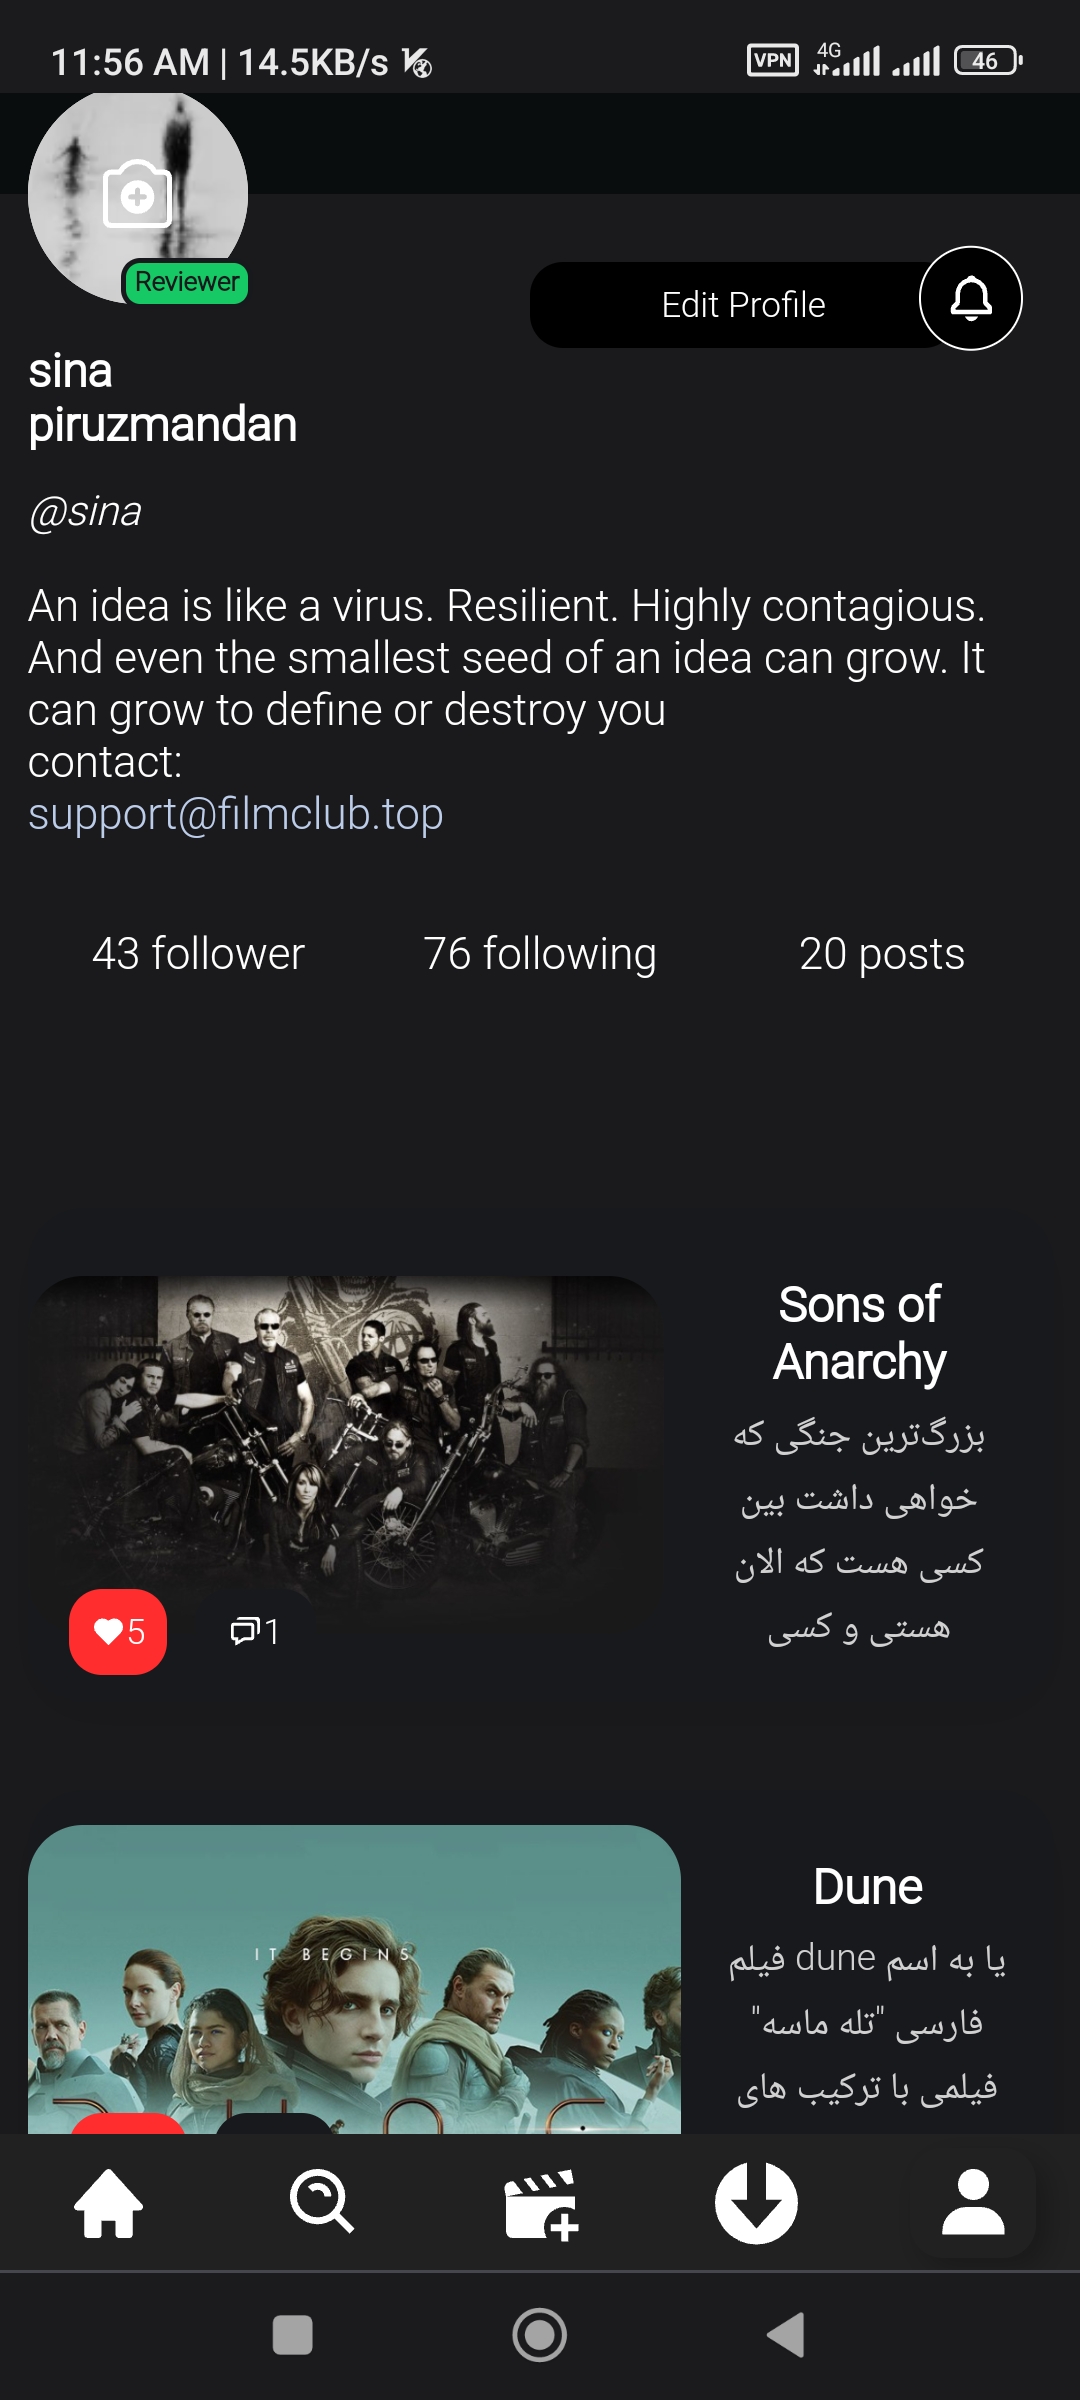 11:56 AM | 14.5KB/s
VPN 4G 46
Reviewer
Edit Profile
sina
piruzmandan
@sina
An idea is like a virus. Resilient. Highly contagious.
And even the smallest seed of an idea can grow. It
can grow to define or destroy you
contact:
support@filmclub.top
43 follower 76 following 20 posts
Sons of
Anarchy
بزرگ‌ترین جنگی که
خواهی داشت بین
کسی هست که الان
هستی و کسی
5 1
IT BEGINS
Dune
یا به اسم dune فیلم
فارسی "تله ماسه"
فیلمی با ترکیب های